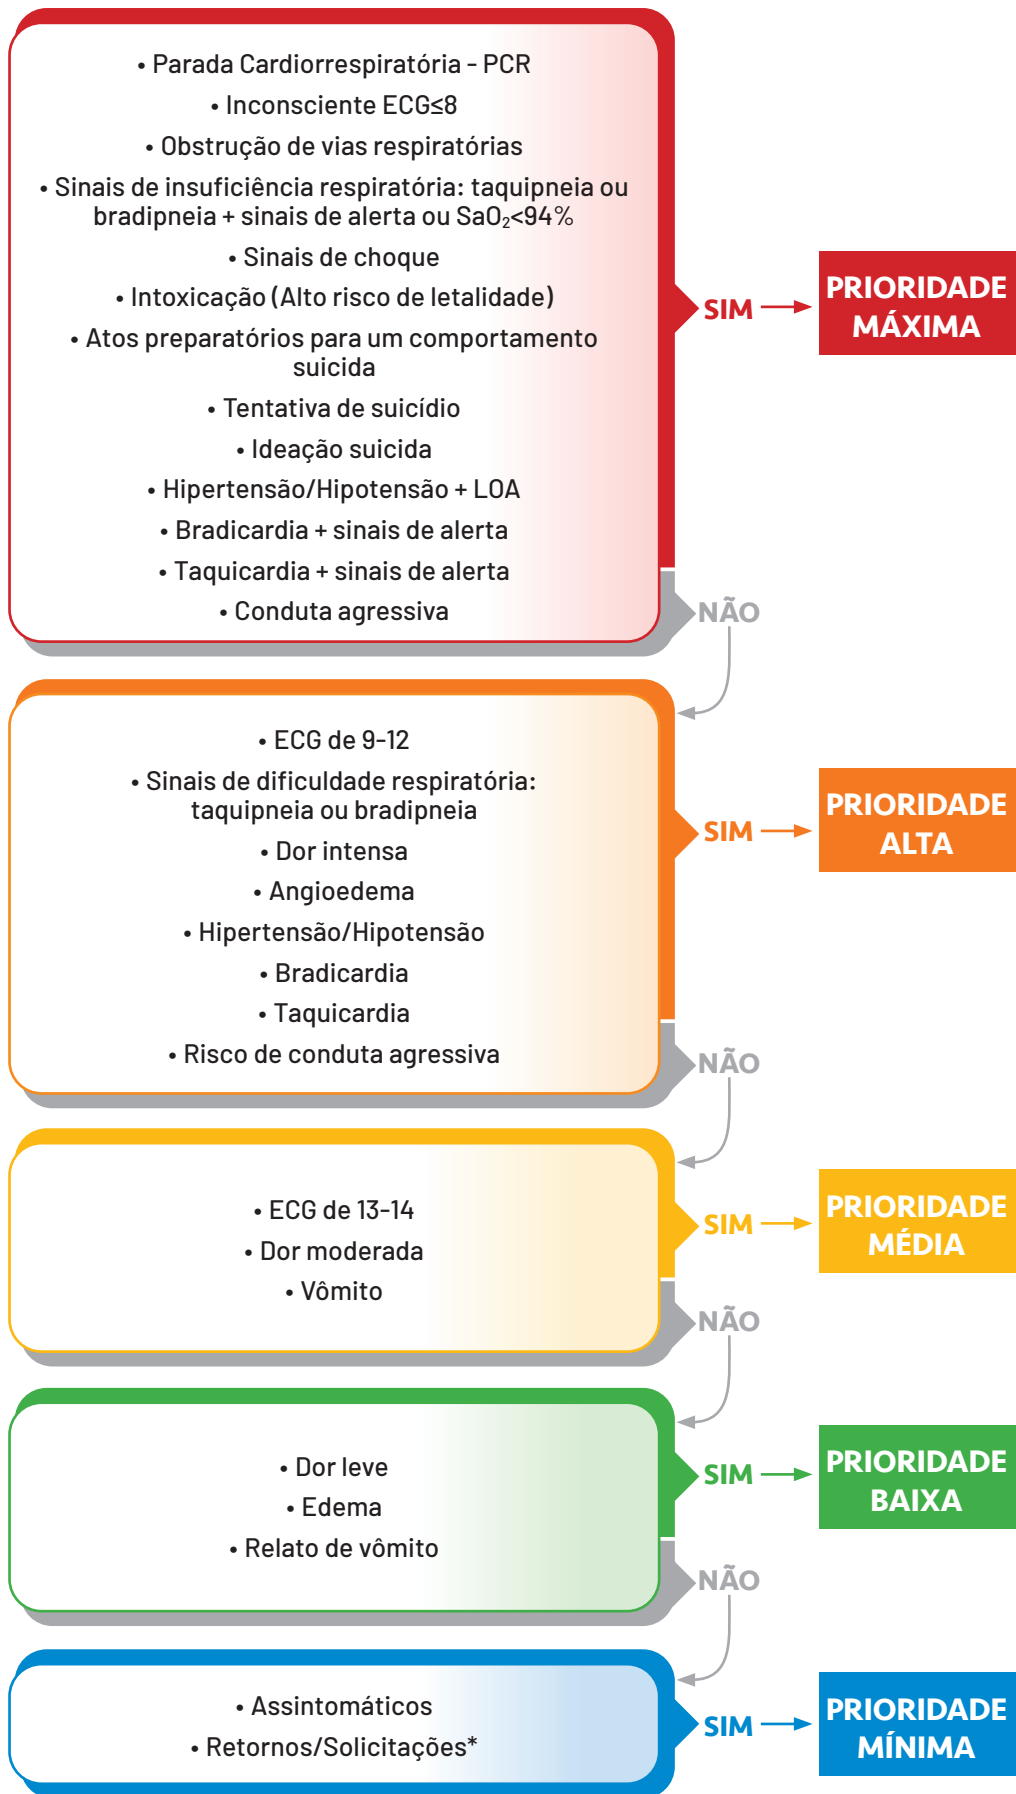 • Parada Cardiorrespiratória - PCR
• Inconsciente ECG≤8
• Obstrução de vias respiratórias
• Sinais de insuficiência respiratória: taquipneia ou
bradipneia + sinais de alerta ou SaO₂<94%
• Sinais de choque
• Intoxicação (Alto risco de letalidade)
• Atos preparatórios para um comportamento
suicida
• Tentativa de suicídio
• Ideação suicida
• Hipertensão/Hipotensão + LOA
• Bradicardia + sinais de alerta
• Taquicardia + sinais de alerta
• Conduta agressiva
SIM
PRIORIDADE
MÁXIMA
NÃO
• ECG de 9-12
• Sinais de dificuldade respiratória:
taquipneia ou bradipneia
• Dor intensa
• Angioedema
• Hipertensão/Hipotensão
• Bradicardia
• Taquicardia
• Risco de conduta agressiva
SIM
PRIORIDADE
ALTA
NÃO
• ECG de 13-14
• Dor moderada
• Vômito
SIM
PRIORIDADE
MÉDIA
NÃO
• Dor leve
• Edema
• Relato de vômito
SIM
PRIORIDADE
BAIXA
NÃO
• Assintomáticos
• Retornos/Solicitações*
SIM
PRIORIDADE
MÍNIMA